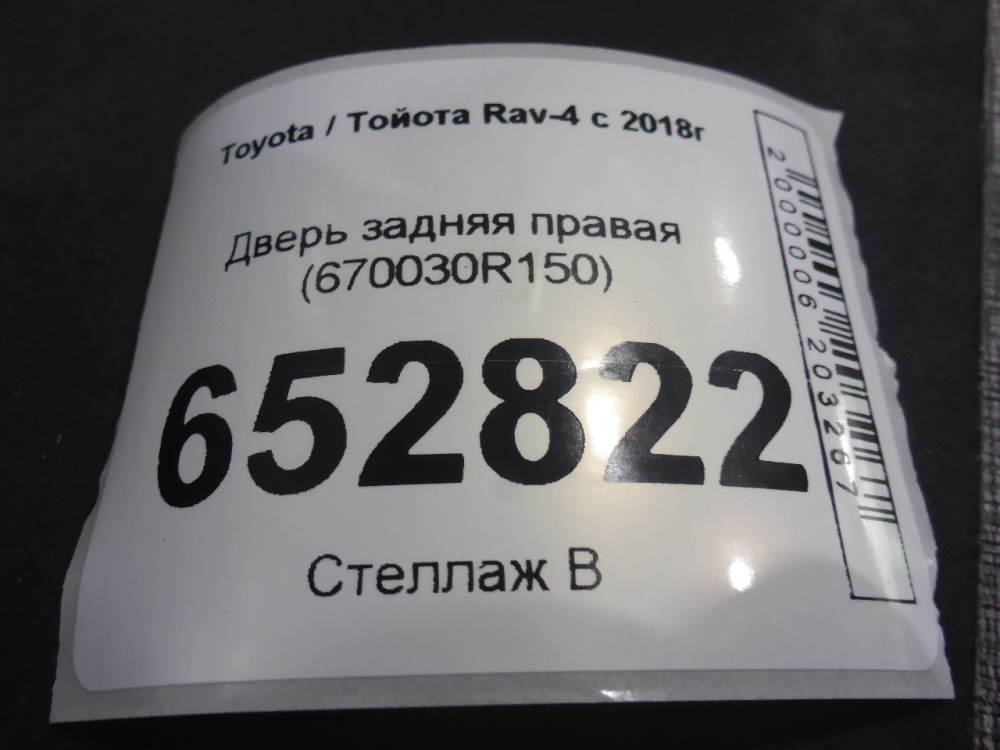 Toyota / Тойота Rav-4 с 2018г
Дверь задняя правая
(670030R150)
652822
Стеллаж В
2000006203267